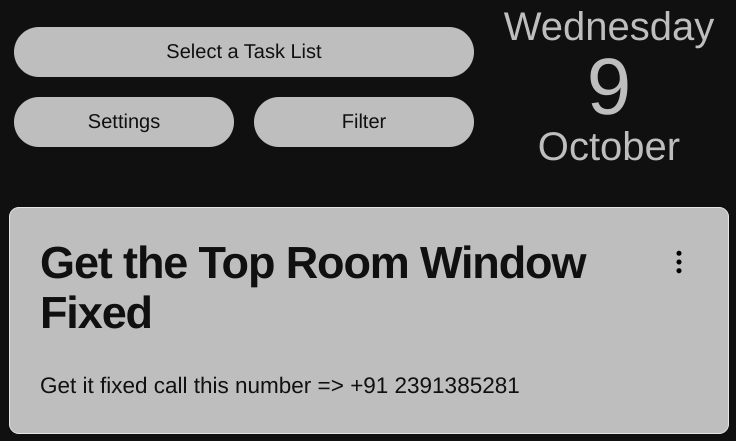 Select a Task List
Settings
Filter
Wednesday
9
October
Get the Top Room Window
Fixed
Get it fixed call this number => +91 2391385281